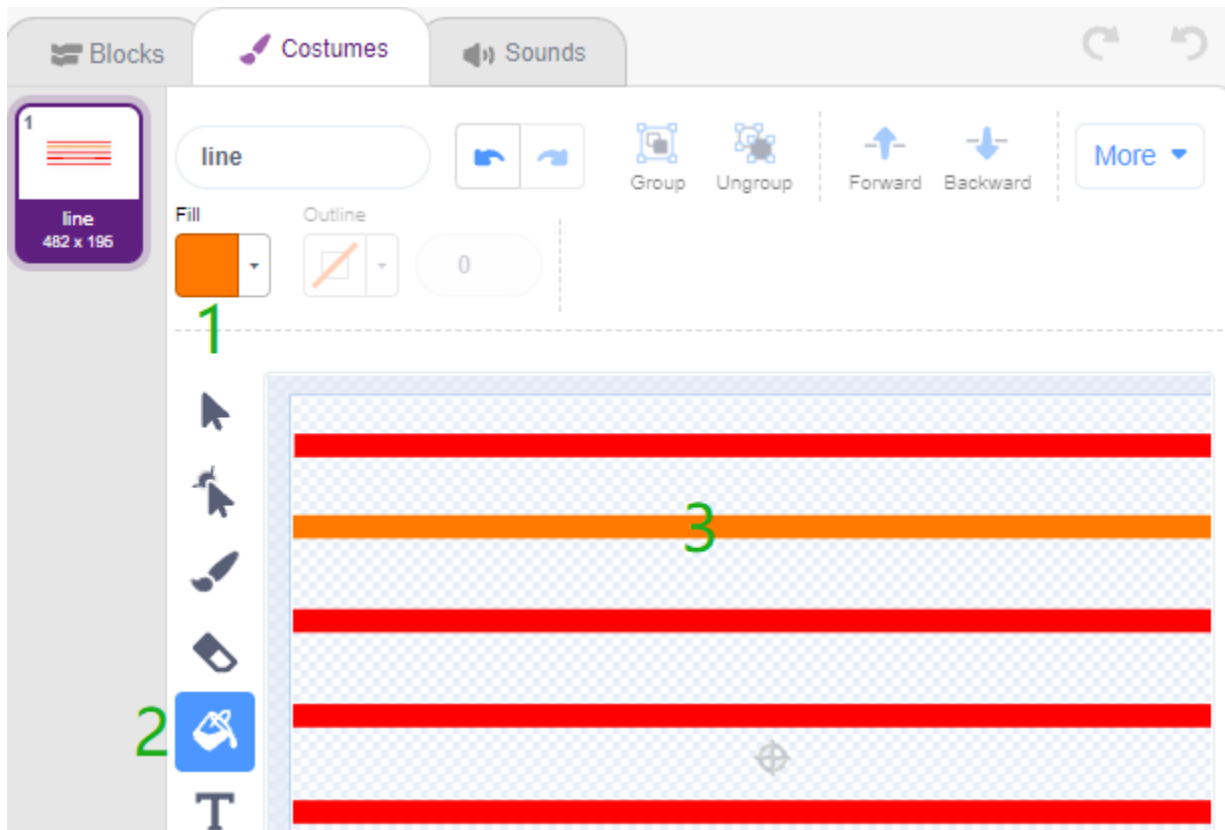 Blocks
Costumes
Sounds
1
line
482 x 195
line
Group
Ungroup
Forward
Backward
More
Fill
Outline
0
1
3
2
T